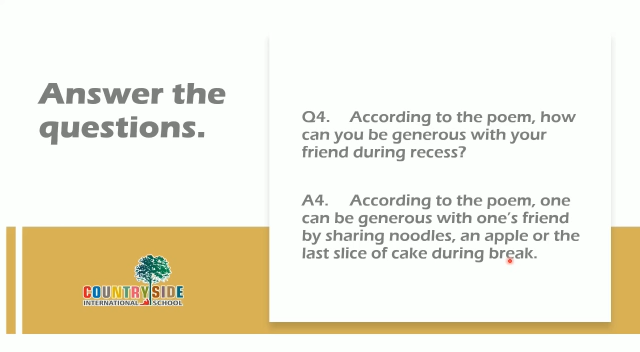 Answer the
questions.
Q4. According to the poem, how
can you be generous with your
friend during recess?
A4. According to the poem, one
can be generous with one's friend
by sharing noodles, an apple or the
last slice of cake during break.
COUNTRYSIDE
INTERNATIONAL SCHOOL